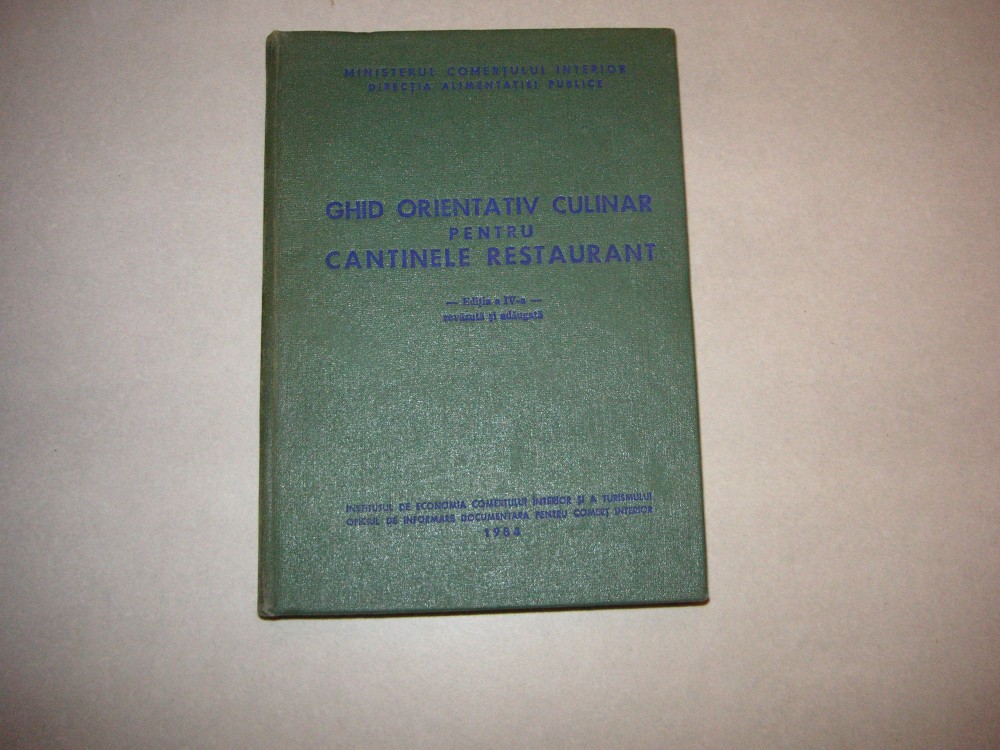 MINISTERUL COMERȚULUI INTERIOR
DIRECȚIA ALIMENTAȚIEI PUBLICE
GHID ORIENTATIV CULINAR
PENTRU
CANTINELE RESTAURANT
— Ediția a IV-a —
revăzută și adăugată
INSTITUTUL DE ECONOMIA COMERȚULUI INTERIOR ȘI A TURISMULUI
OFICIUL DE INFORMARE DOCUMENTARĂ PENTRU COMERȚ INTERIOR
1984